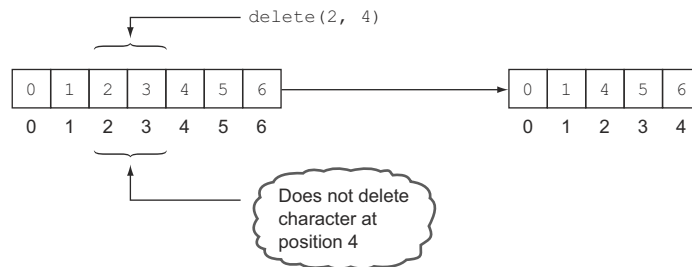 delete(2, 4)
0 1 2 3 4 5 6
0 1 2 3 4 5 6
0 1 4 5 6
0 1 2 3 4
Does not delete
character at
position 4